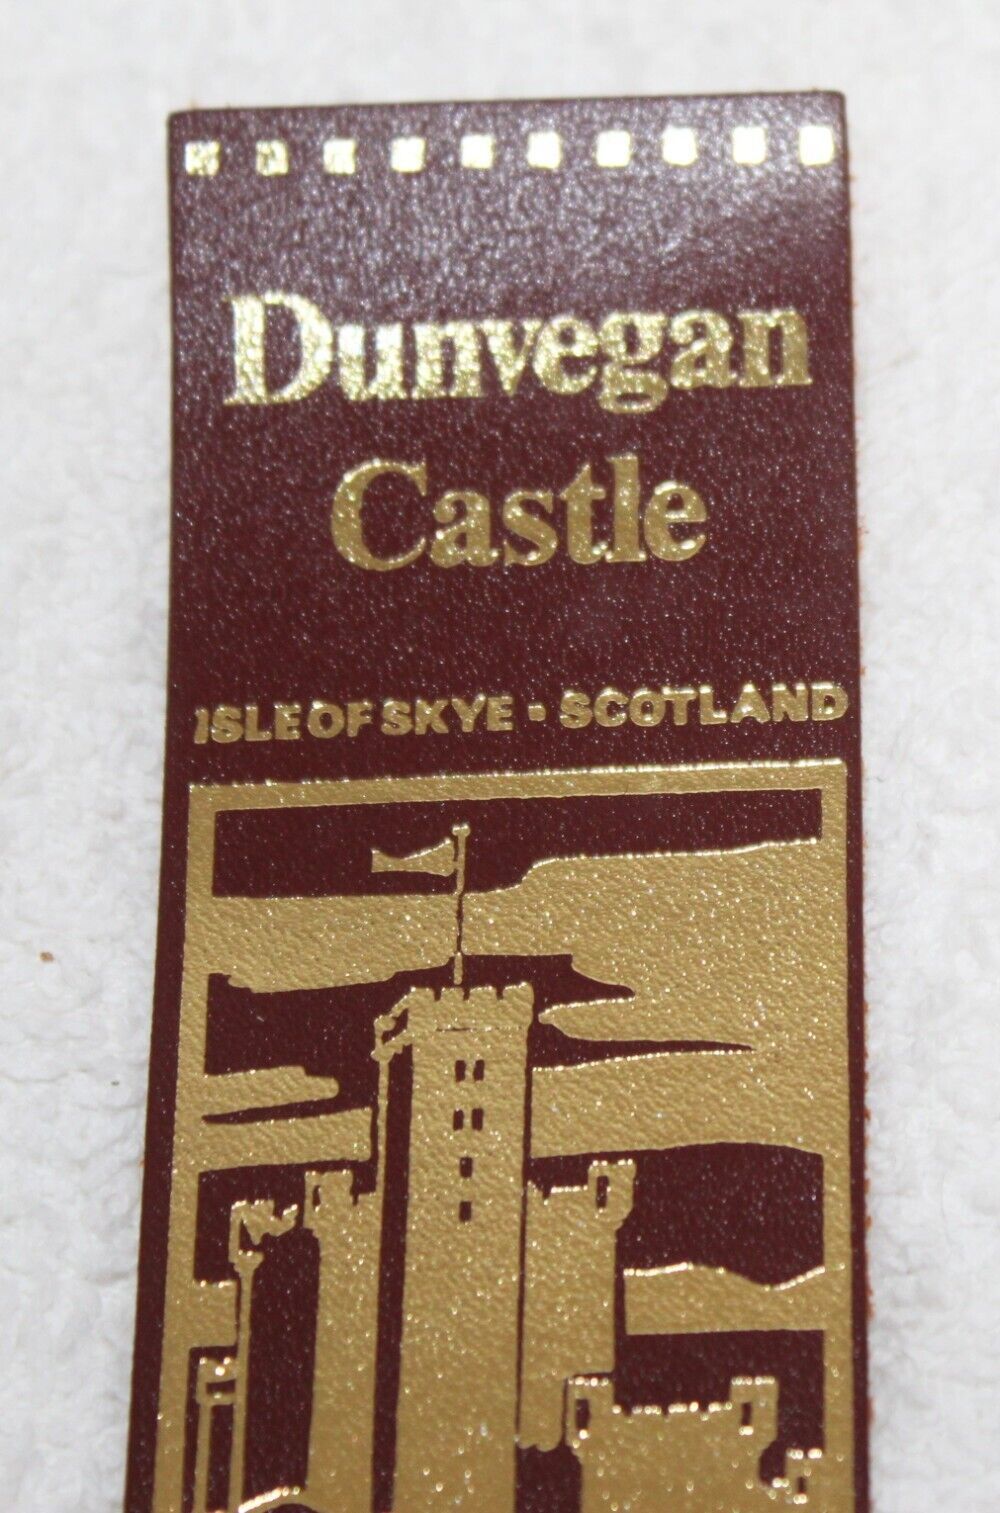 Dunvegan
Castle
ISLE OF SKYE ▪ SCOTLAND